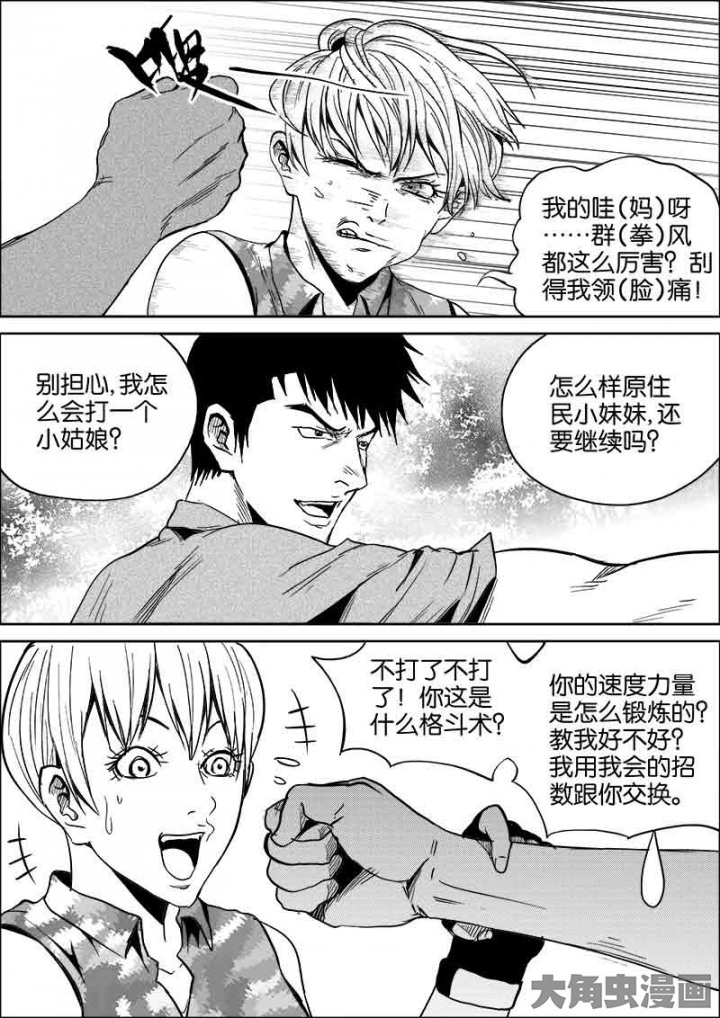 我的哇(妈)呀
……群(拳)风
都这么厉害？刮
得我领(脸)痛！
别担心，我怎
么会打一个
小姑娘？
怎么样原住
民小妹妹，还
要继续吗？
不打了不打
了！你这是
什么格斗术？
你的速度力量
是怎么锻炼的？
教我好不好？
我用我会的招
数跟你交换。
大角虫漫画